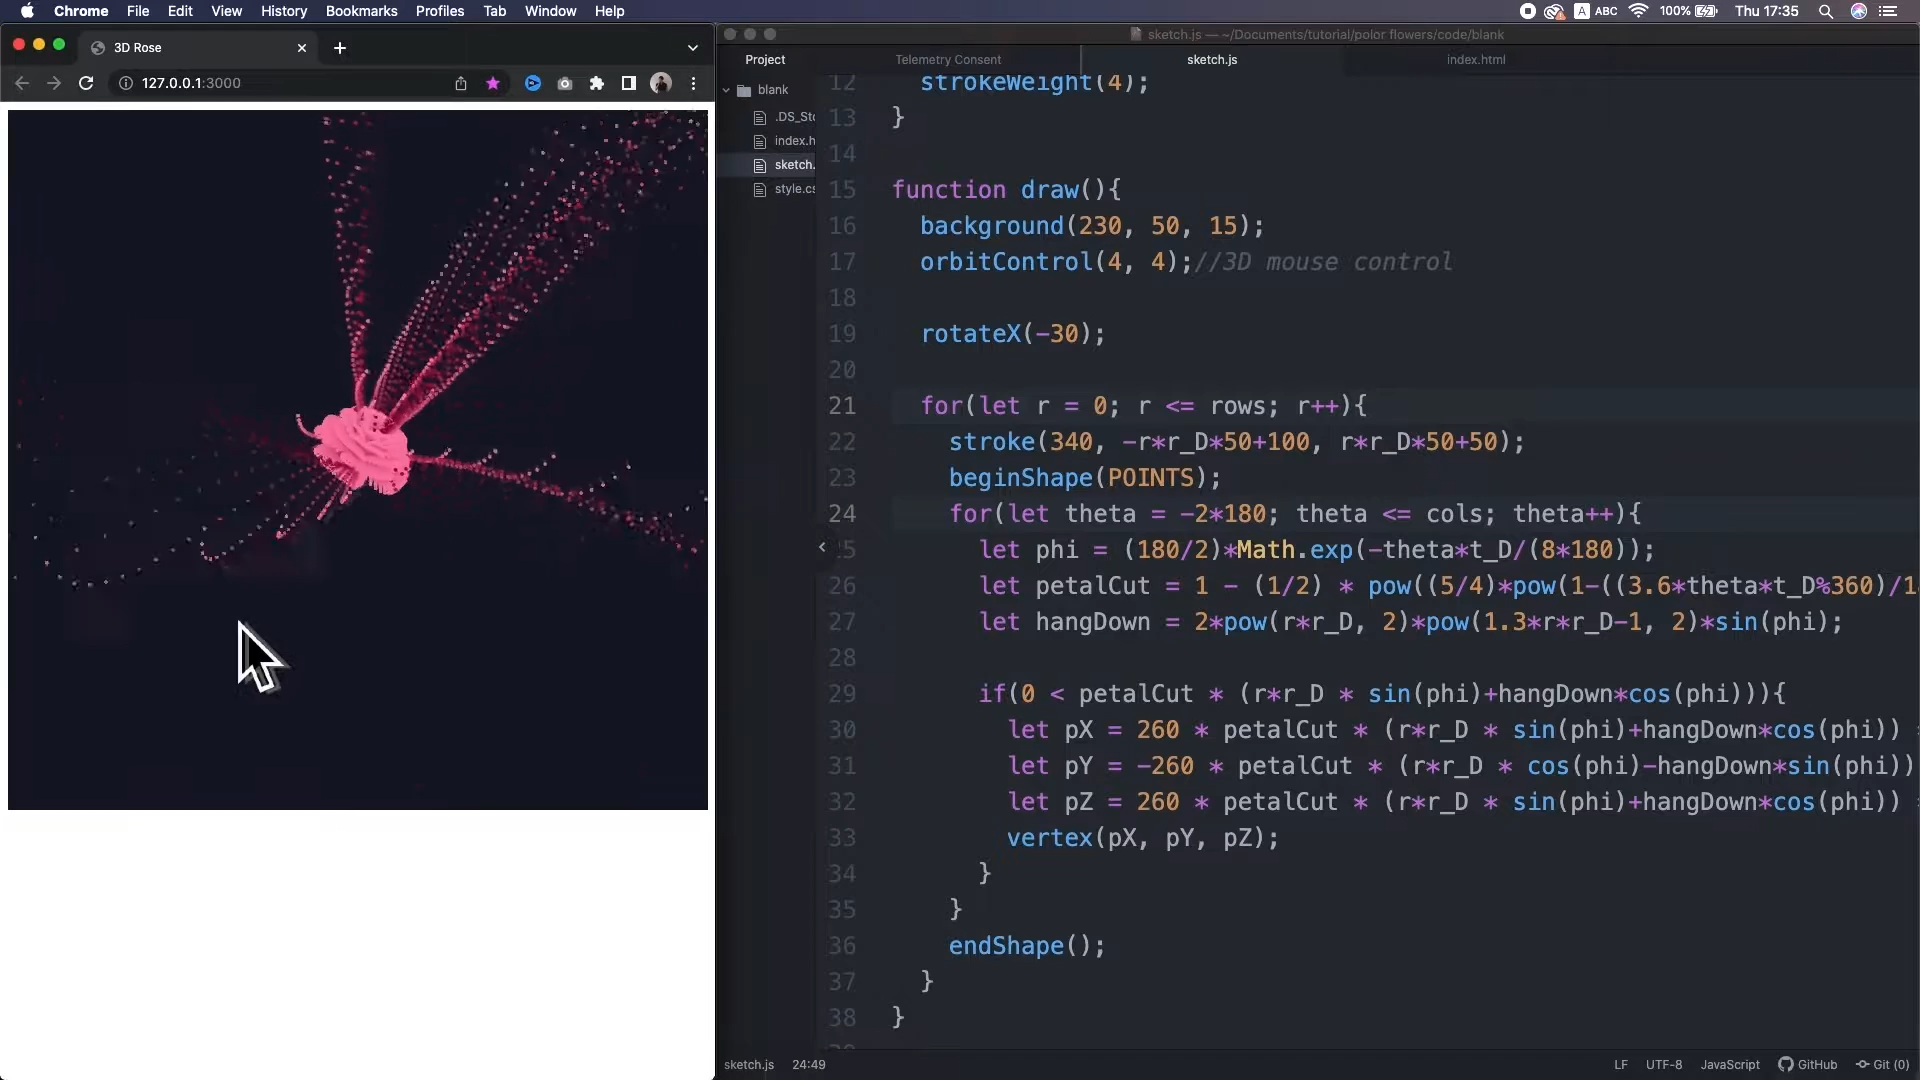 Chrome File Edit View History Bookmarks Profiles Tab Window Help
A ABC 100% Thu 17:35
3D Rose
127.0.0.1:3000
sketch.js — ~/Documents/tutorial/polor flowers/code/blank
Project Telemetry Consent sketch.js index.html
blank
.DS_Sto
index.h
sketch.
style.cs
12 strokeWeight(4);
13 }
14
15 function draw(){
16 background(230, 50, 15);
17 orbitControl(4, 4);//3D mouse control
18
19 rotateX(-30);
20
21 for(let r = 0; r <= rows; r++){
22 stroke(340, -r*r_D*50+100, r*r_D*50+50);
23 beginShape(POINTS);
24 for(let theta = -2*180; theta <= cols; theta++){
5 let phi = (180/2)*Math.exp(-theta*t_D/(8*180));
26 let petalCut = 1 - (1/2) * pow((5/4)*pow(1-((3.6*theta*t_D%360)/1
27 let hangDown = 2*pow(r*r_D, 2)*pow(1.3*r*r_D-1, 2)*sin(phi);
28
29 if(0 < petalCut * (r*r_D * sin(phi)+hangDown*cos(phi))){
30 let pX = 260 * petalCut * (r*r_D * sin(phi)+hangDown*cos(phi))
31 let pY = -260 * petalCut * (r*r_D * cos(phi)-hangDown*sin(phi))
32 let pZ = 260 * petalCut * (r*r_D * sin(phi)+hangDown*cos(phi))
33 vertex(pX, pY, pZ);
34 }
35 }
36 endShape();
37 }
38 }
sketch.js 24:49 LF UTF-8 JavaScript GitHub Git (0)